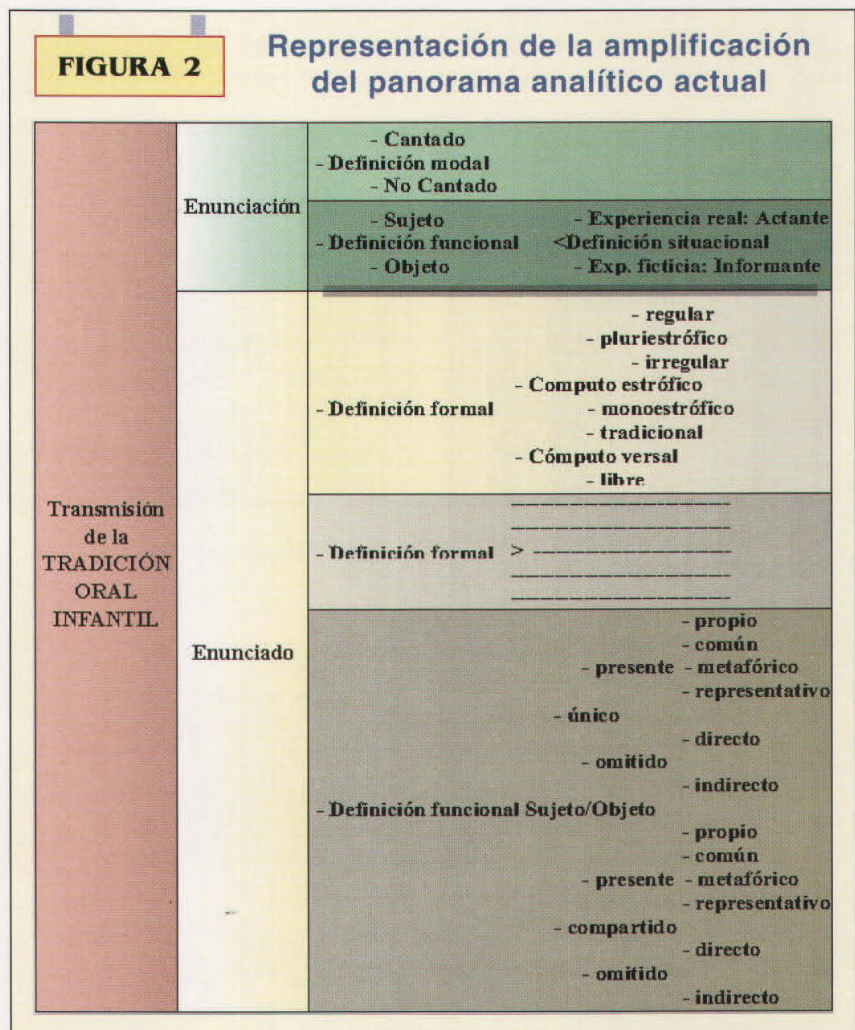 FIGURA 2
Representación de la amplificación
del panorama analítico actual
Transmisión
de la
TRADICIÓN
ORAL
INFANTIL
Enunciación
- Cantado
- Definición modal
- No Cantado
- Sujeto - Experiencia real: Actante
- Definición funcional <Definición situacional
- Objeto - Exp. ficticia: Informante
Enunciado
- regular
- pluriestrófico
- irregular
- Computo estrófico
- Definición formal - monoestrófico
- tradicional
- Cómputo versal
- libre
- Definición formal >
- propio
- común
- presente - metafórico
- representativo
- único
- directo
- omitido
- indirecto
- Definición funcional Sujeto/Objeto
- propio
- común
- presente - metafórico
- representativo
- compartido
- directo
- omitido
- indirecto